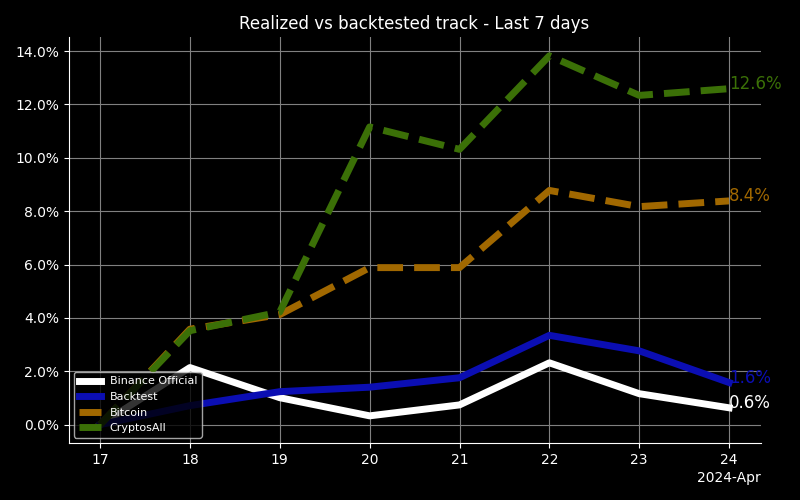 Realized vs backtested track - Last 7 days
14.0%
12.0%
10.0%
8.0%
6.0%
4.0%
2.0%
0.0%
12.6%
8.4%
1.6%
0.6%
Binance Official
Backtest
Bitcoin
CryptosAll
17 18 19 20 21 22 23 24
2024-Apr